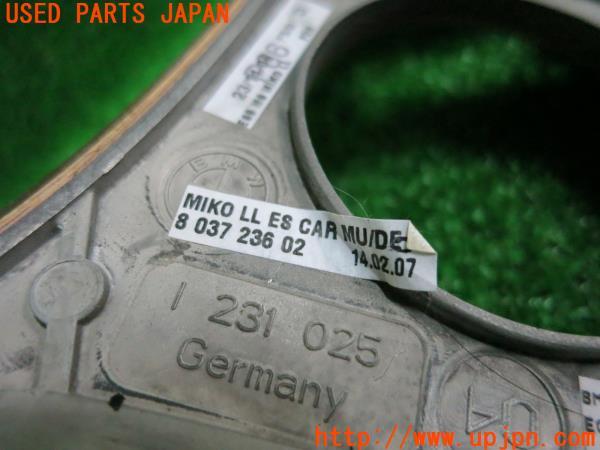 USED PARTS JAPAN
BMW
MIKO LL ES CAR MU/DE
8 037 236 02
14.02.07
1 231 025
Germany
http://www.upjpn.com